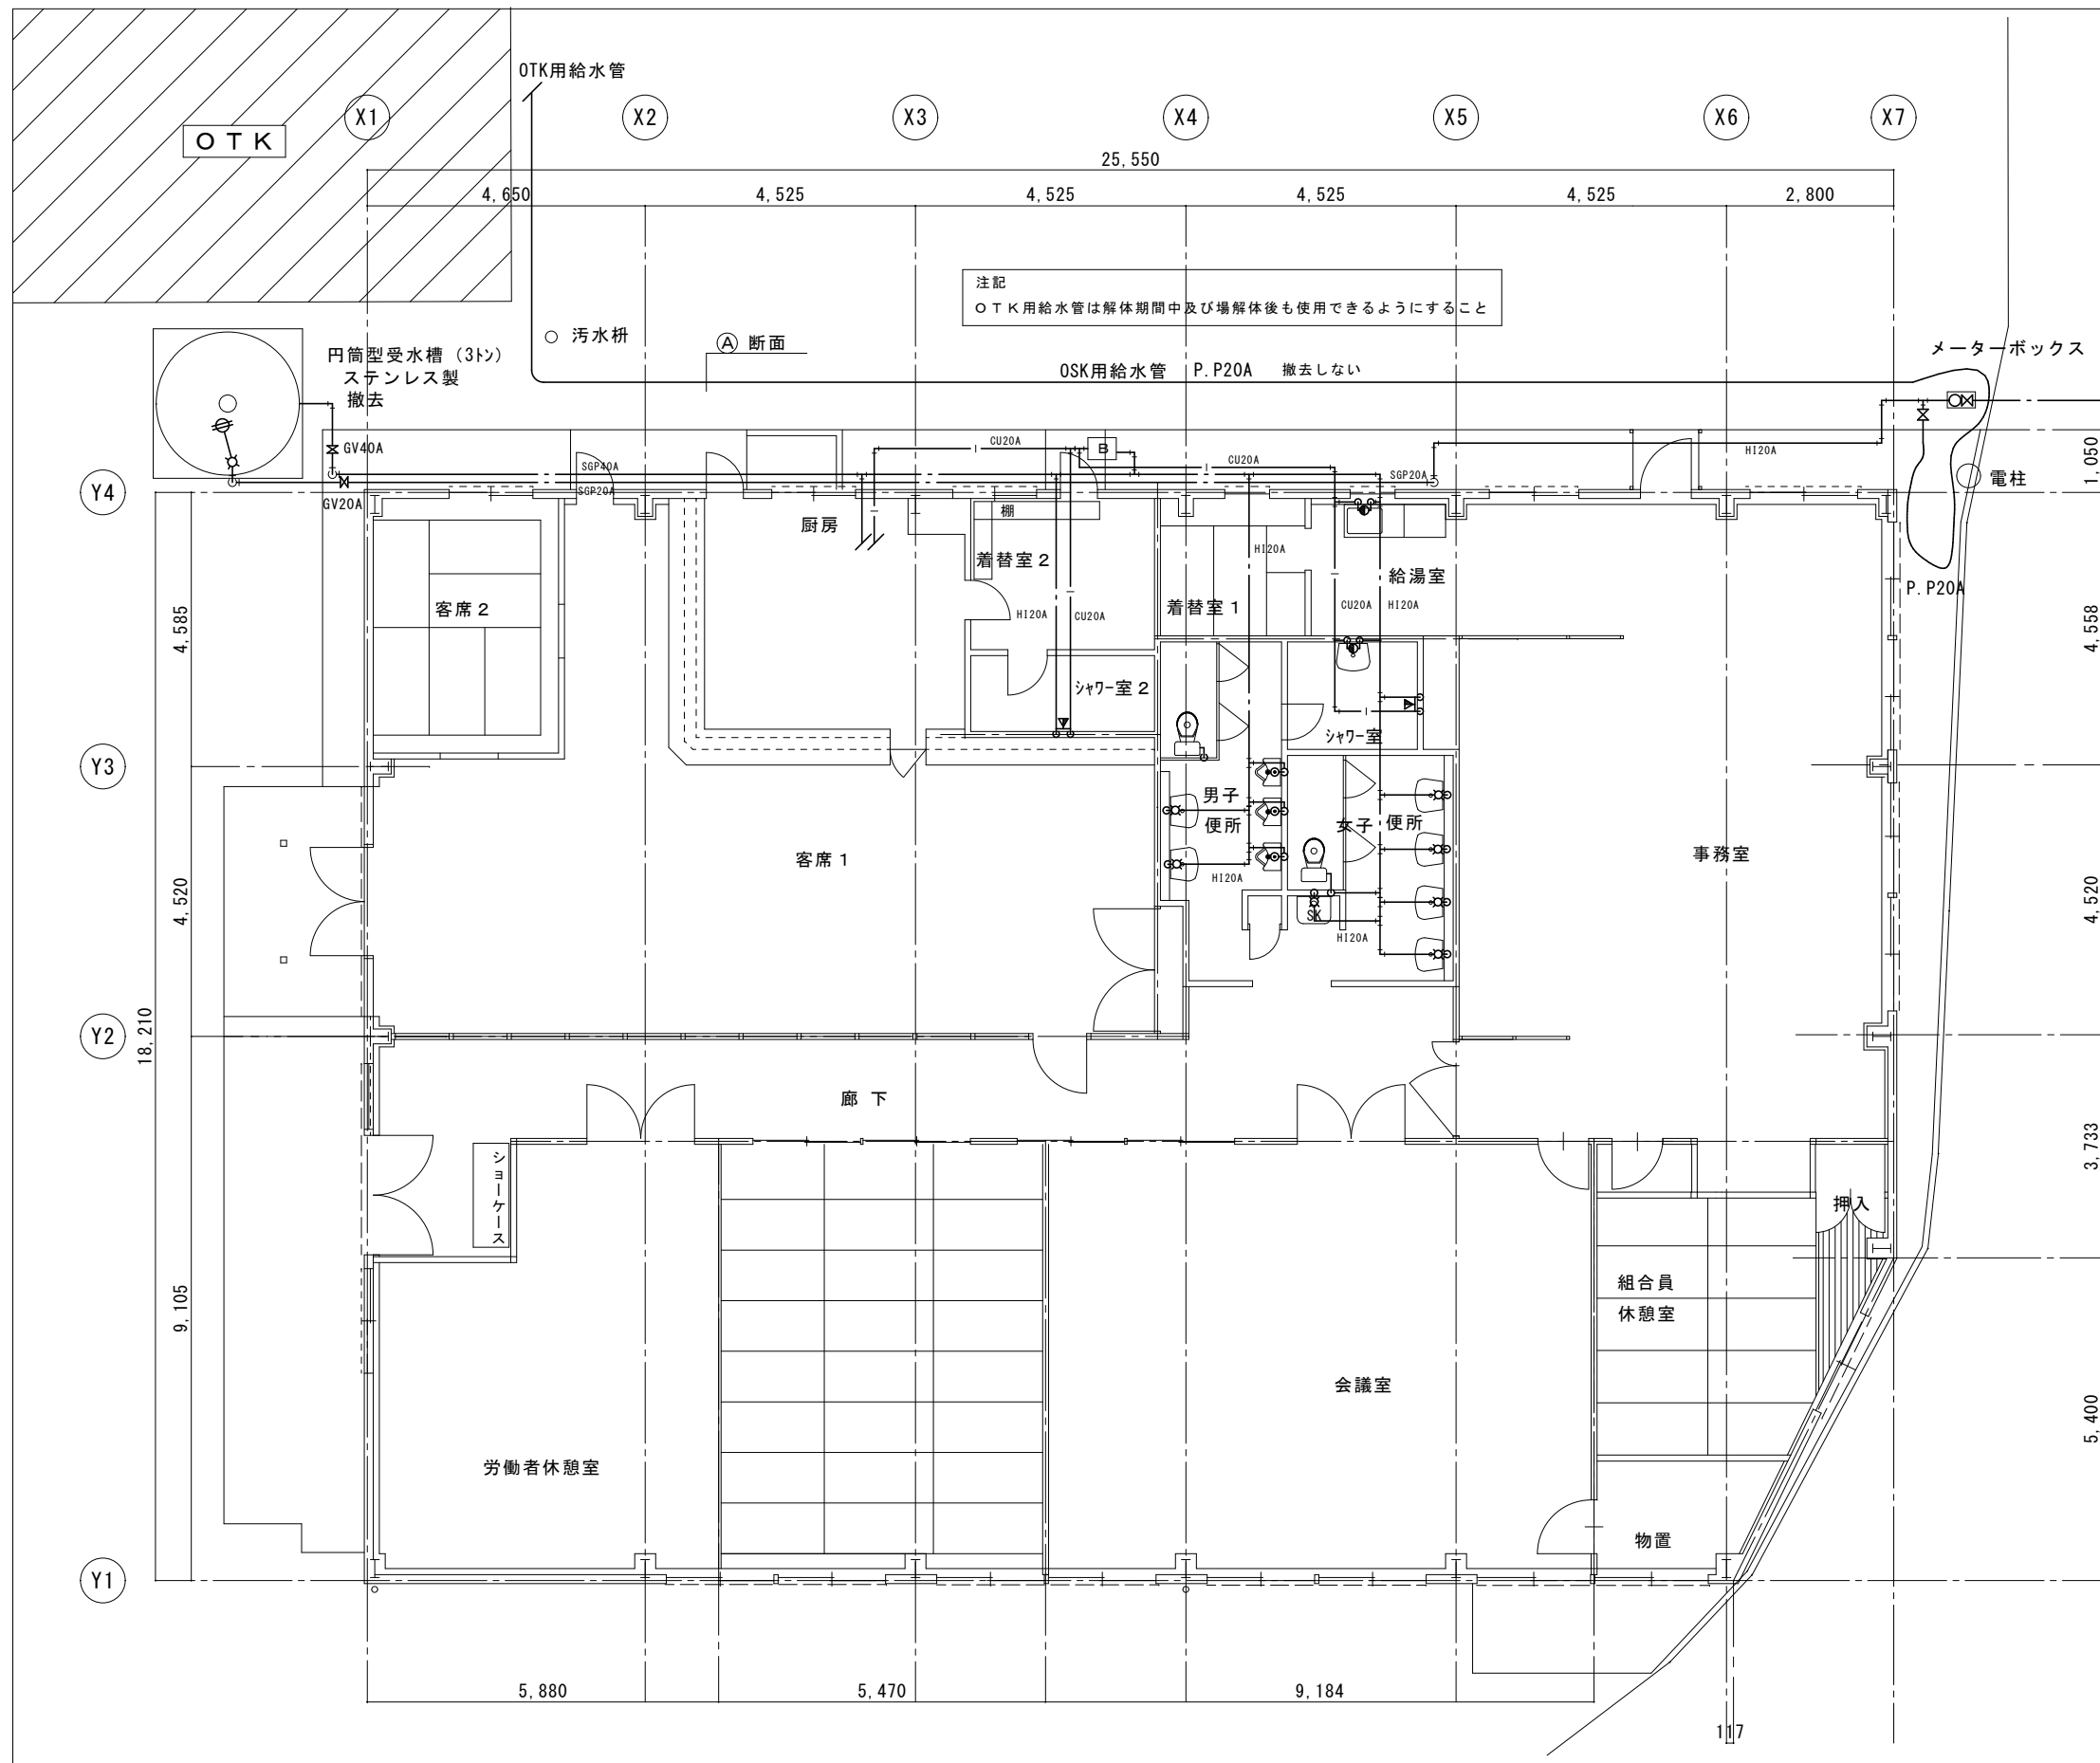 OTK用給水管
OTK
X1
X2
X3
X4
X5
X6
X7
25,550
4,650
4,525
4,525
4,525
4,525
2,800
注記
OTK用給水管は解体期間中及び場解体後も使用できるようにすること
汚水枡
A 断面
円筒型受水槽(3トン)
ステンレス製
撤去
OSK用給水管 P.P20A 撤去しない
メーターボックス
GV40A
CU20A
B
CU20A
HI20A
1,050
SGP40A
SGP20A
SGP20A
電柱
Y4
GV20A
厨房
棚
着替室2
HI20A
給湯室
P.P20A
客席2
HI20A
CU20A
着替室1
CU20A
HI20A
4,585
4,558
シャワー室2
シャワー室
Y3
男子
便所
女子
便所
客席1
事務室
HI20A
SK
HI20A
4,520
4,520
18,210
Y2
廊下
3,733
ショーケース
押入
組合員
休憩室
9,105
会議室
5,400
労働者休憩室
物置
Y1
5,880
5,470
9,184
117